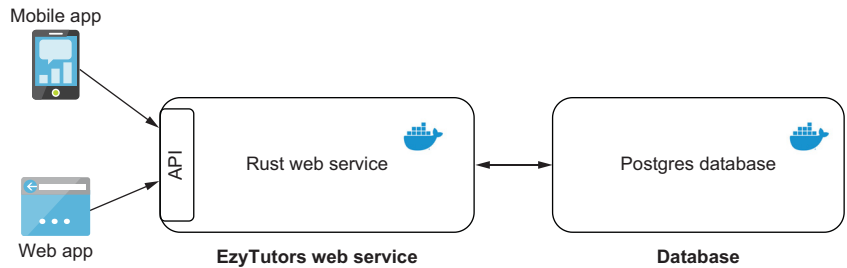 Mobile app
API
Rust web service
Postgres database
Web app
EzyTutors web service
Database